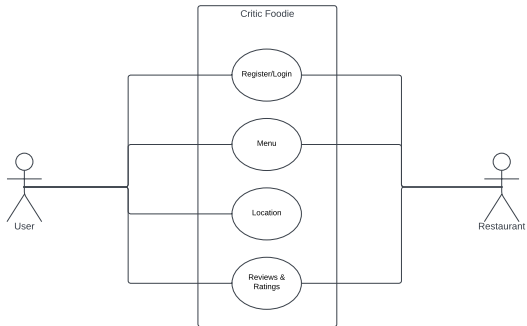 Critic Foodie
Register/Login
Menu
Location
Reviews &
Ratings
User
Restaurant